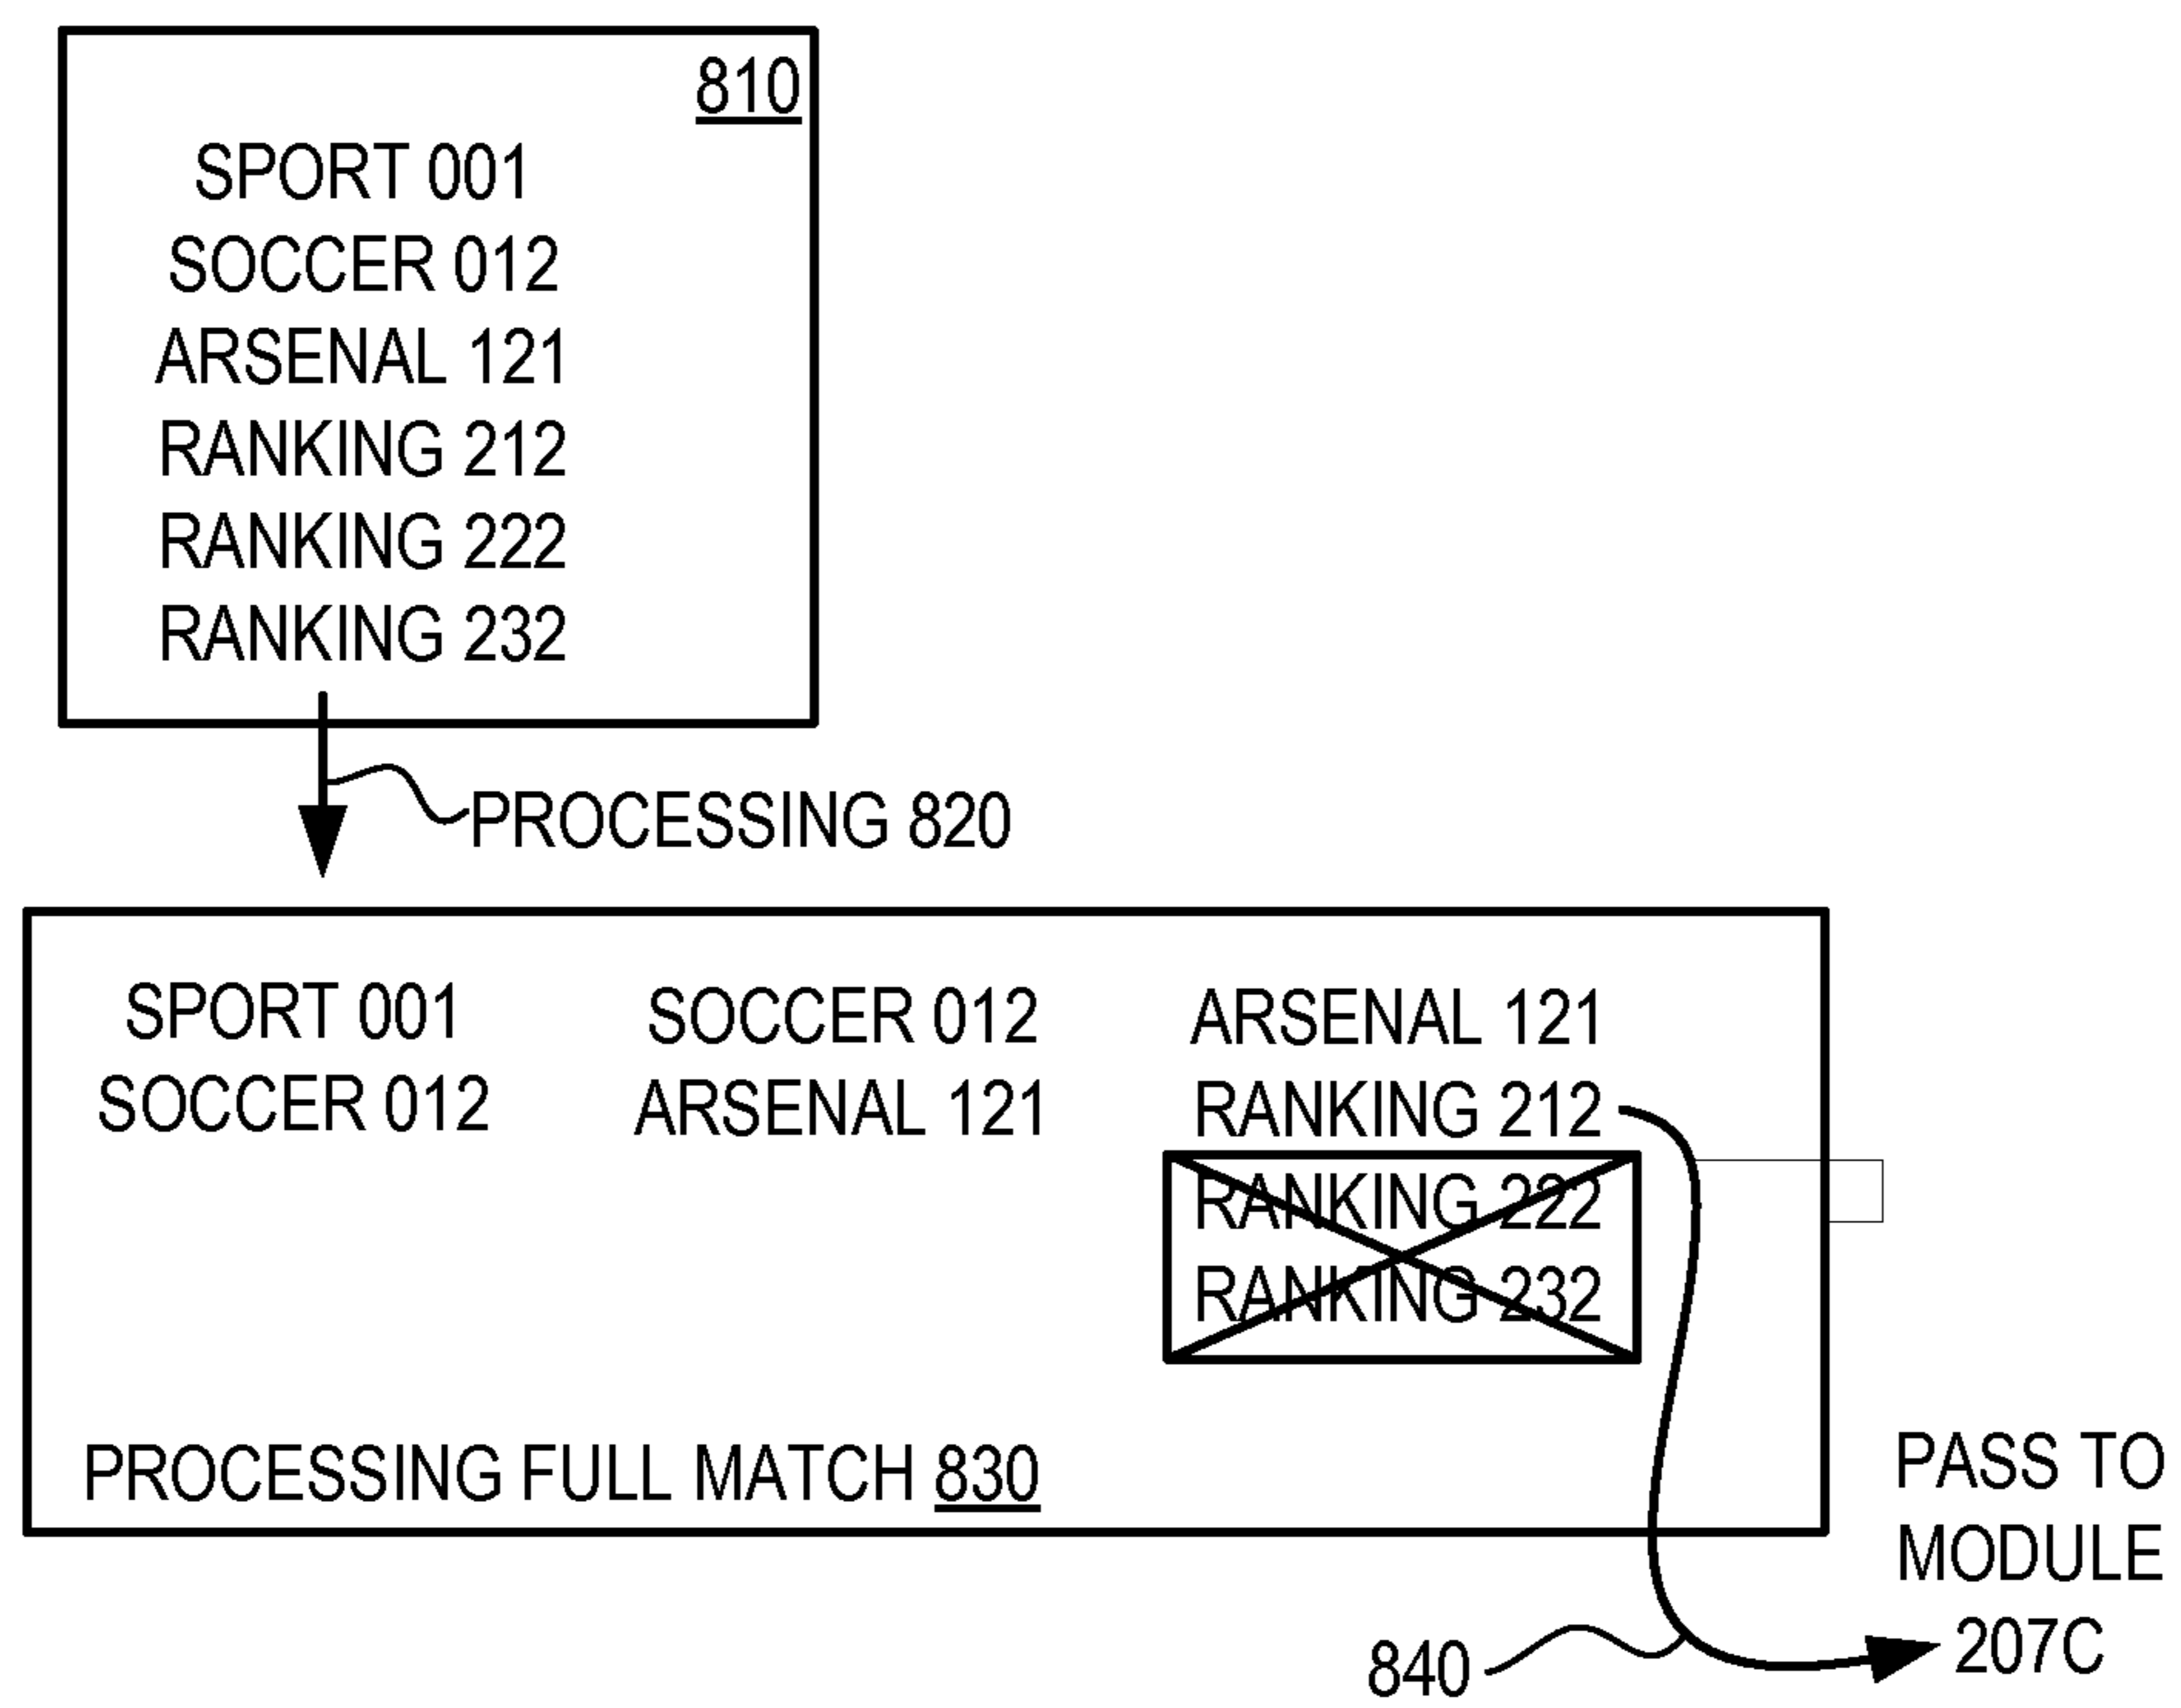 810
SPORT 001
SOCCER 012
ARSENAL 121
RANKING 212
RANKING 222
RANKING 232
PROCESSING 820
SPORT 001
SOCCER 012
SOCCER 012
ARSENAL 121
ARSENAL 121
RANKING 212
RANKING 222
RANKING 232
PROCESSING FULL MATCH 830
PASS TO
MODULE
207C
840